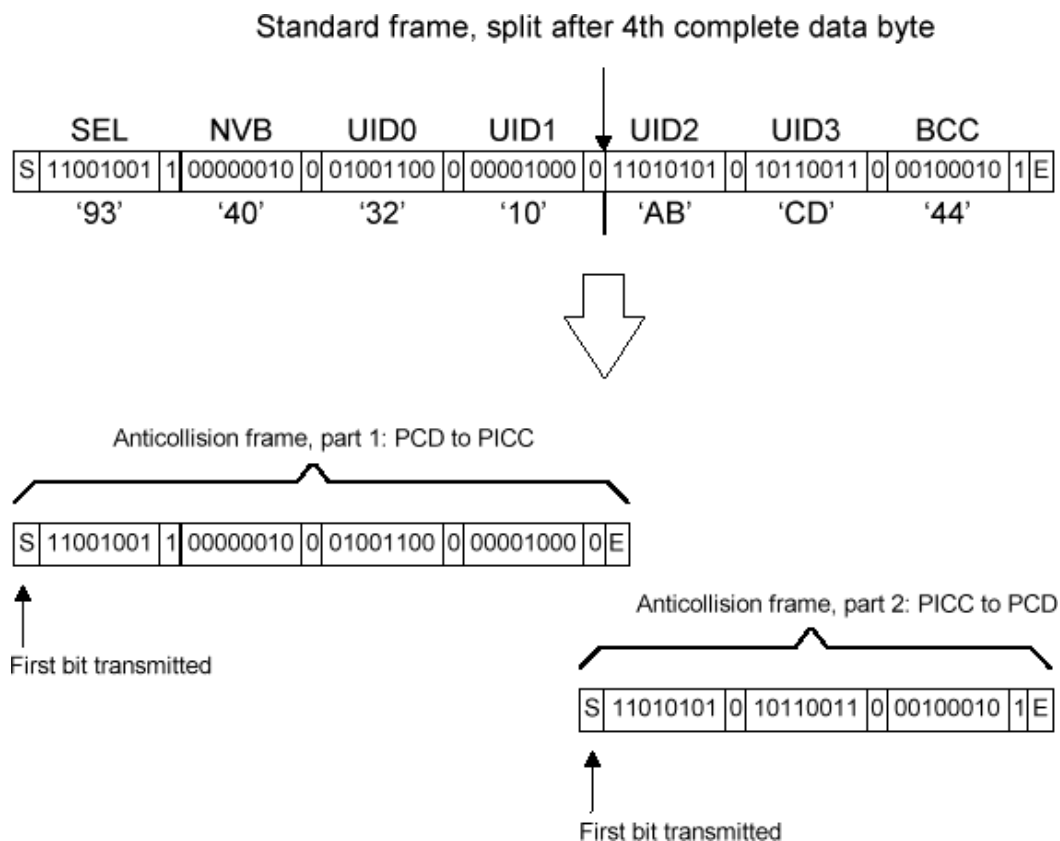 Standard frame, split after 4th complete data byte
SEL NVB UID0 UID1 UID2 UID3 BCC
S 11001001 1 00000010 0 01001100 0 00001000 0 11010101 0 10110011 0 00100010 1 E
‘93’ ‘40’ ‘32’ ‘10’ ‘AB’ ‘CD’ ‘44’
Anticollision frame, part 1: PCD to PICC
S 11001001 1 00000010 0 01001100 0 00001000 0 E
First bit transmitted
Anticollision frame, part 2: PICC to PCD
S 11010101 0 10110011 0 00100010 1 E
First bit transmitted